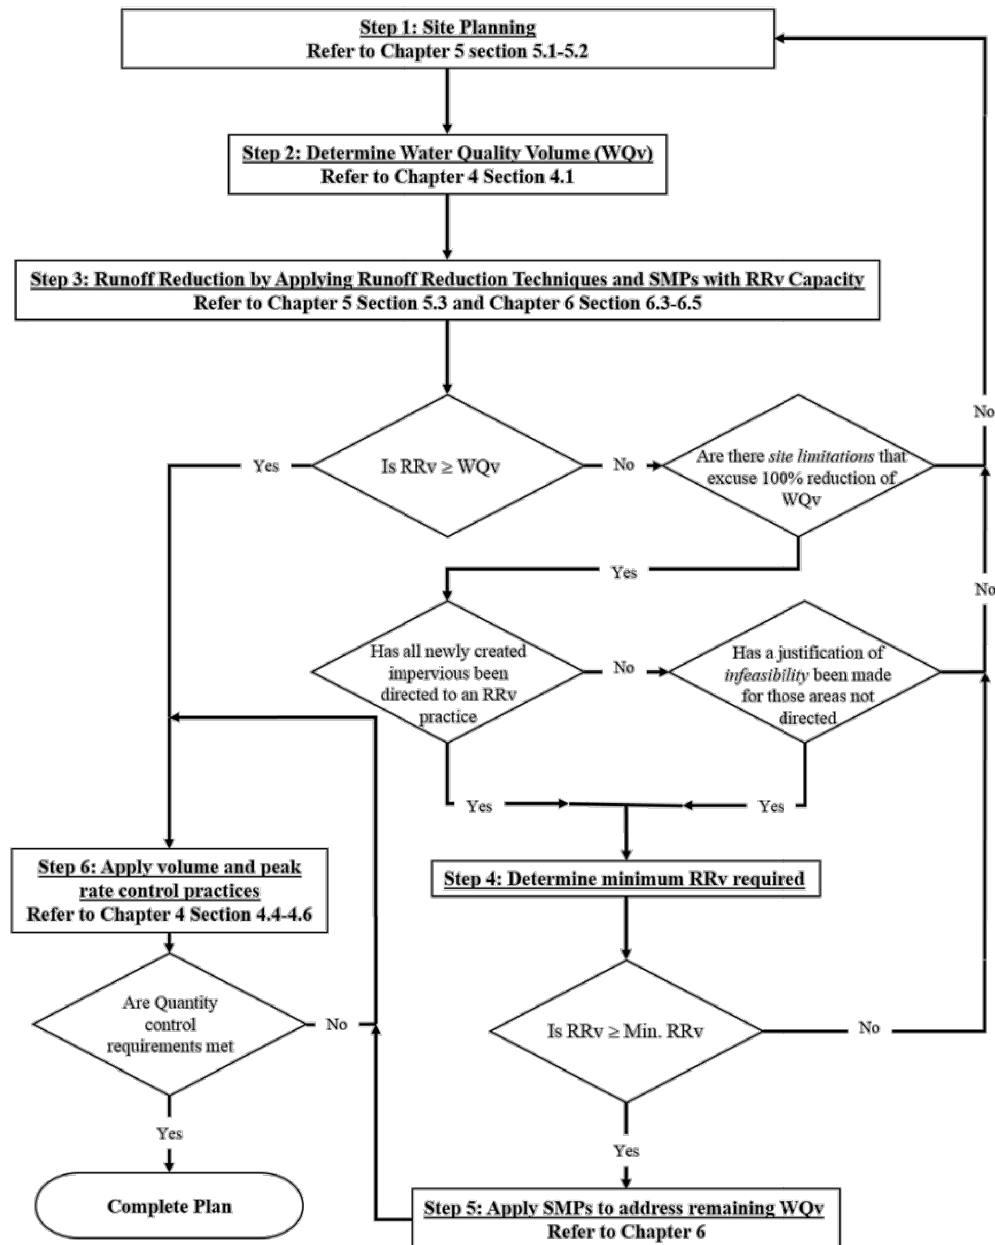 Step 1: Site Planning
Refer to Chapter 5 section 5.1-5.2
Step 2: Determine Water Quality Volume (WQv)
Refer to Chapter 4 Section 4.1
Step 3: Runoff Reduction by Applying Runoff Reduction Techniques and SMPs with RRv Capacity
Refer to Chapter 5 Section 5.3 and Chapter 6 Section 6.3-6.5
No
Yes
Is RRv ≥ WQv
No
Are there site limitations that
excuse 100% reduction of
WQv
Yes
No
Has all newly created
impervious been
directed to an RRv
practice
No
Has a justification of
infeasibility been made
for those areas not
directed
Yes
Yes
Step 4: Determine minimum RRv required
Step 6: Apply volume and peak
rate control practices
Refer to Chapter 4 Section 4.4-4.6
Are Quantity
control
requirements met
No
Is RRv ≥ Min. RRv
No
Yes
Yes
Complete Plan
Step 5: Apply SMPs to address remaining WQv
Refer to Chapter 6